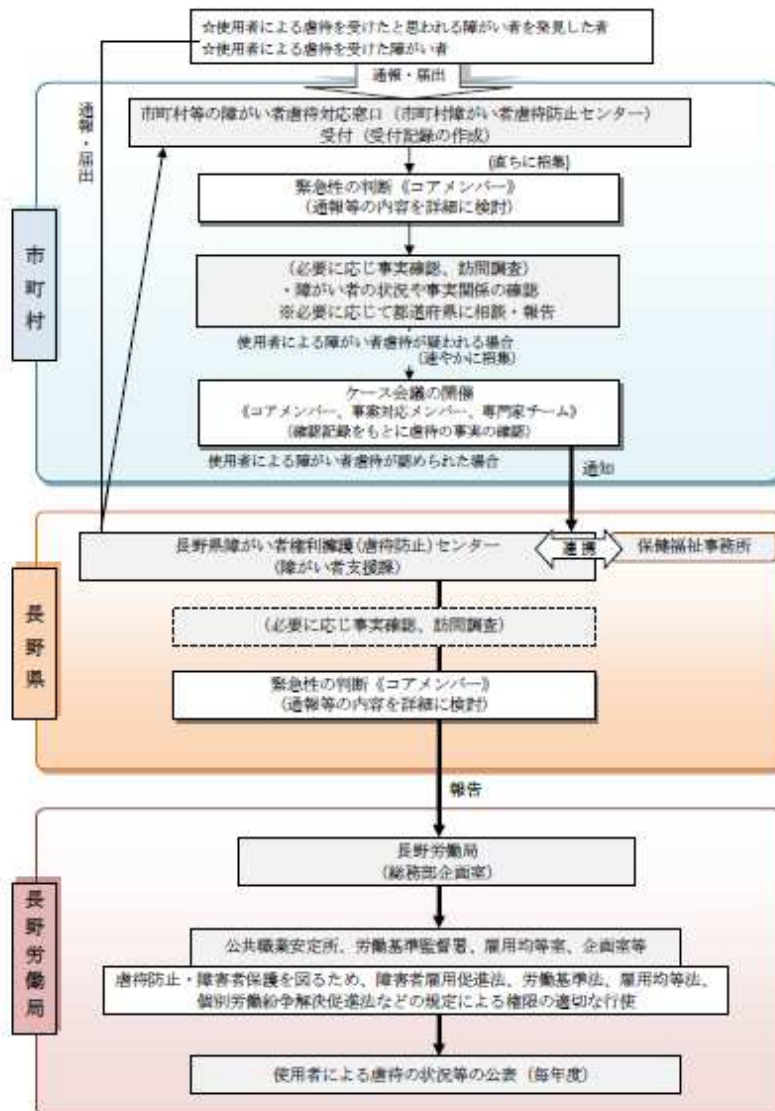 ☆使用者による虐待を受けたと思われる障がい者を発見した者
☆使用者による虐待を受けた障がい者
通報・届出
通報・届出
市町村
市町村等の障がい者虐待対応窓口（市町村障がい者虐待防止センター）
受付（受付記録の作成）
(直ちに招集)
緊急性の判断《コアメンバー》
（通報等の内容を詳細に検討）
（必要に応じ事実確認、訪問調査）
・障がい者の状況や事実関係の確認
※必要に応じて都道府県に相談・報告
使用者による障がい者虐待が疑われる場合
（速やかに招集）
ケース会議の開催
《コアメンバー、事案対応メンバー、専門家チーム》
（確認記録をもとに虐待の事実の確認）
使用者による障がい者虐待が認められた場合
通知
長野県
長野県障がい者権利擁護(虐待防止)センター
（障がい者支援課）
連携
保健福祉事務所
（必要に応じ事実確認、訪問調査）
緊急性の判断《コアメンバー》
（通報等の内容を詳細に検討）
報告
長野労働局
長野労働局
（総務部企画室）
公共職業安定所、労働基準監督署、雇用均等室、企画室等
虐待防止・障害者保護を図るため、障害者雇用促進法、労働基準法、雇用均等法、
個別労働紛争解決促進法などの規定による権限の適切な行使
使用者による虐待の状況等の公表（毎年度）